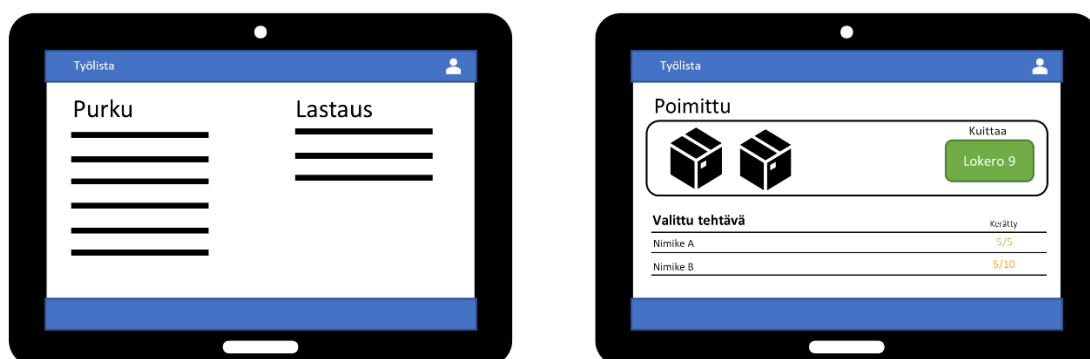 Työlista
Purku
Lastaus
Työlista
Poimittu
Kuittaa
Lokero 9
Valittu tehtävä
Kerätty
Nimike A
5/5
Nimike B
5/10